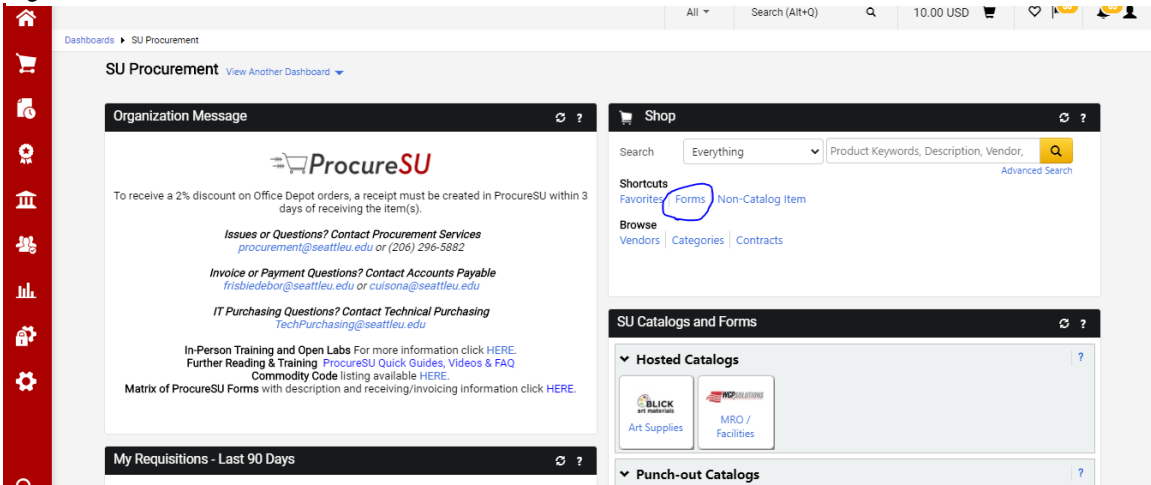 All
Search (Alt+Q)
10.00 USD
Dashboards
SU Procurement
SU Procurement
View Another Dashboard
Organization Message
?
ProcureSU
To receive a 2% discount on Office Depot orders, a receipt must be created in ProcureSU within 3
days of receiving the item(s).
Issues or Questions? Contact Procurement Services
procurement@seattleu.edu or (206) 296-5882
Invoice or Payment Questions? Contact Accounts Payable
frisbiedebor@seattleu.edu or cuisona@seattleu.edu
IT Purchasing Questions? Contact Technical Purchasing
TechPurchasing@seattleu.edu
In-Person Training and Open Labs For more information click HERE.
Further Reading & Training ProcureSU Quick Guides, Videos & FAQ
Commodity Code listing available HERE.
Matrix of ProcureSU Forms with description and receiving/invoicing information click HERE.
My Requisitions - Last 90 Days
?
Shop
?
Search
Everything
Product Keywords, Description, Vendor,
Advanced Search
Shortcuts
Favorites Forms Non-Catalog Item
Browse
Vendors Categories Contracts
SU Catalogs and Forms
?
Hosted Catalogs
?
BLICK
art materials
Art Supplies
WCP SOLUTIONS
MRO /
Facilities
Punch-out Catalogs
?